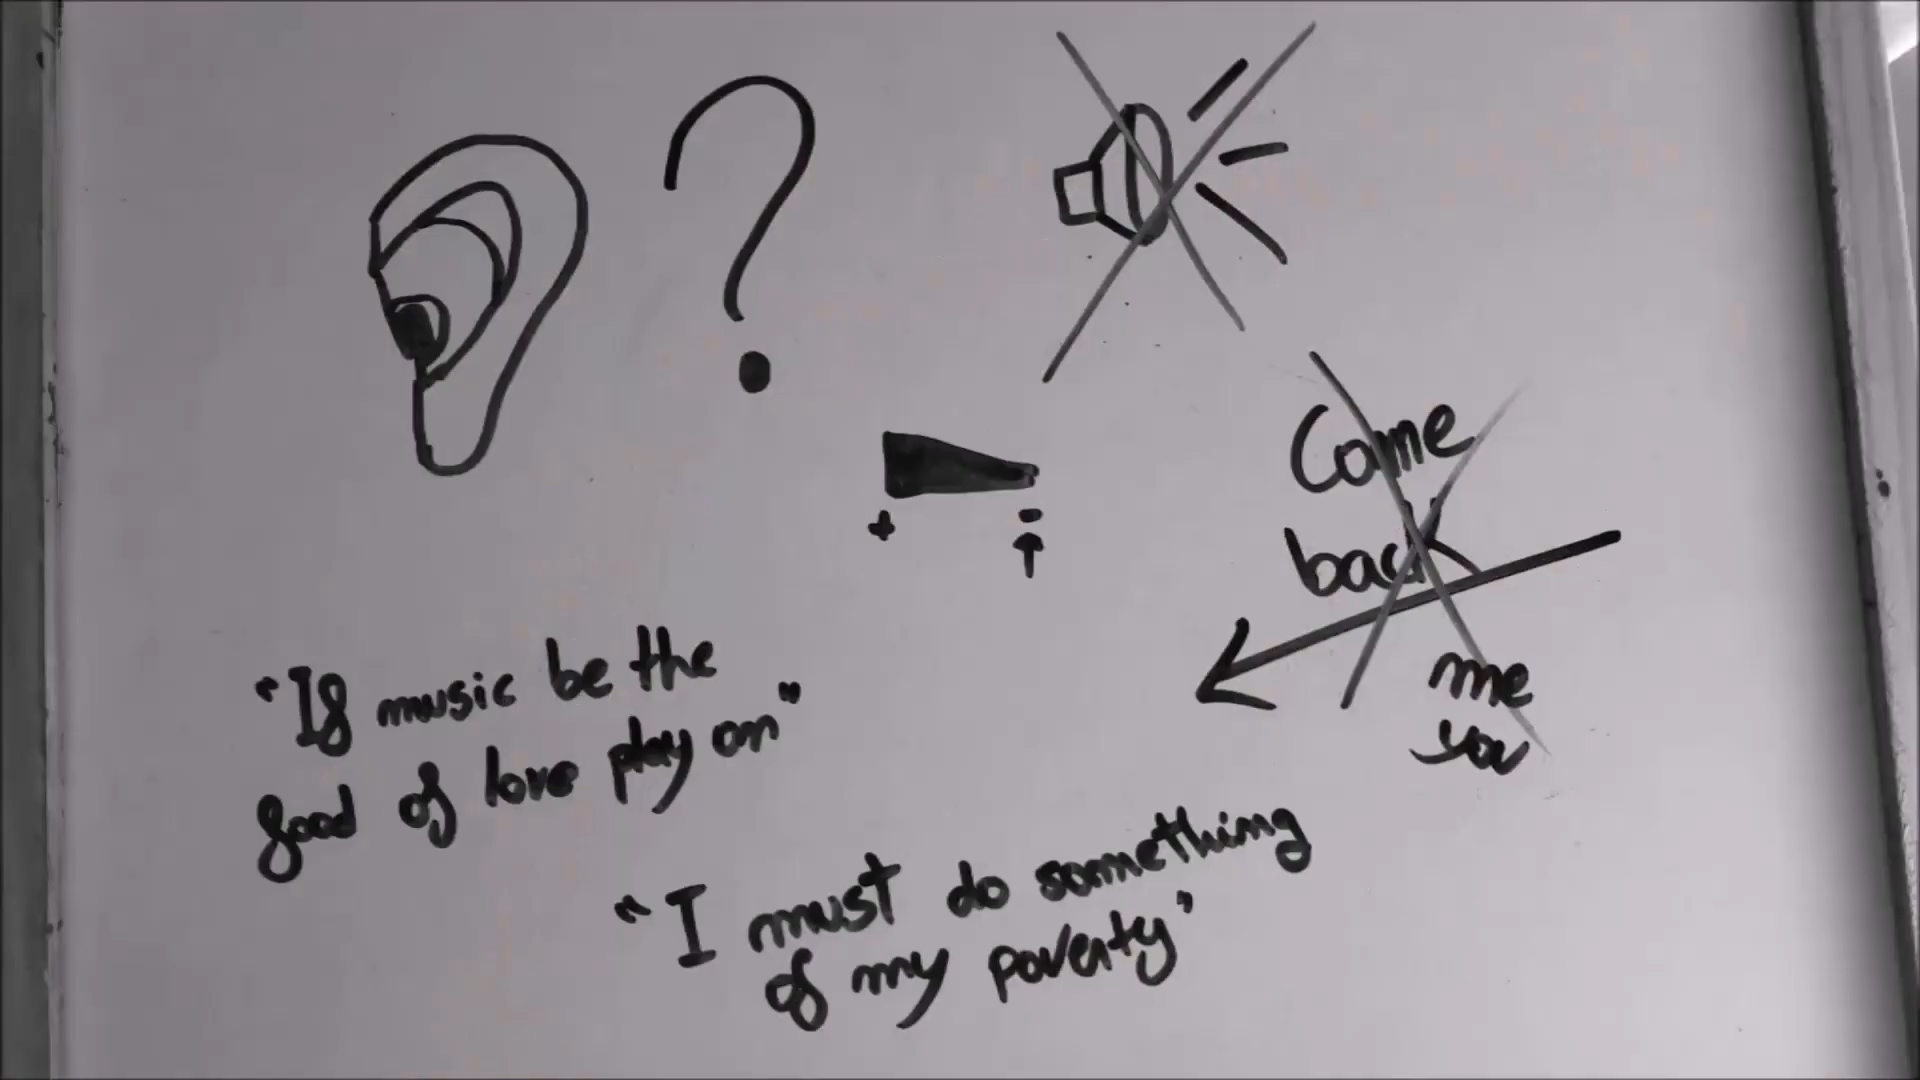 "If music be the
food of love play on"
"I must do something
of my poverty"
+
-
Come
back
me
you